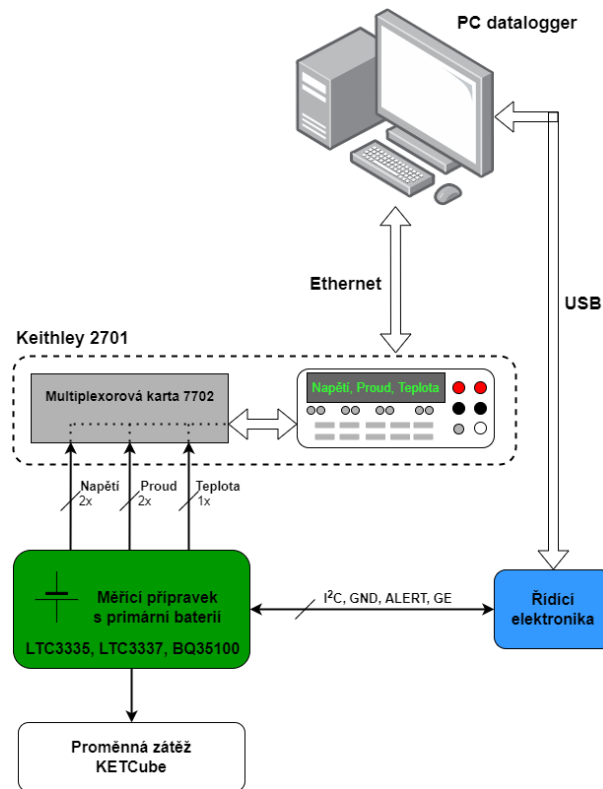 PC datalogger
Ethernet
USB
Keithley 2701
Multiplexorová karta 7702
Napětí, Proud, Teplota
Napětí
2x
Proud
2x
Teplota
1x
Měřící přípravek
s primární baterií
LTC3335, LTC3337, BQ35100
I²C, GND, ALERT, GE
Řídící
elektronika
Proměnná zátěž
KETCube